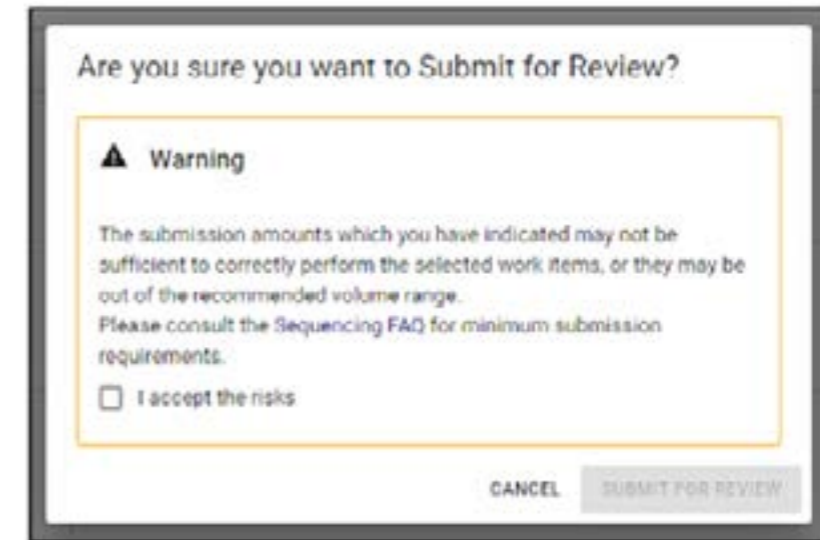 Are you sure you want to Submit for Review?
Warning
The submission amounts which you have indicated may not be
sufficient to correctly perform the selected work items, or they may be
out of the recommended volume range.
Please consult the Sequencing FAQ for minimum submission
requirements.
I accept the risks
CANCEL SUBMIT FOR REVIEW